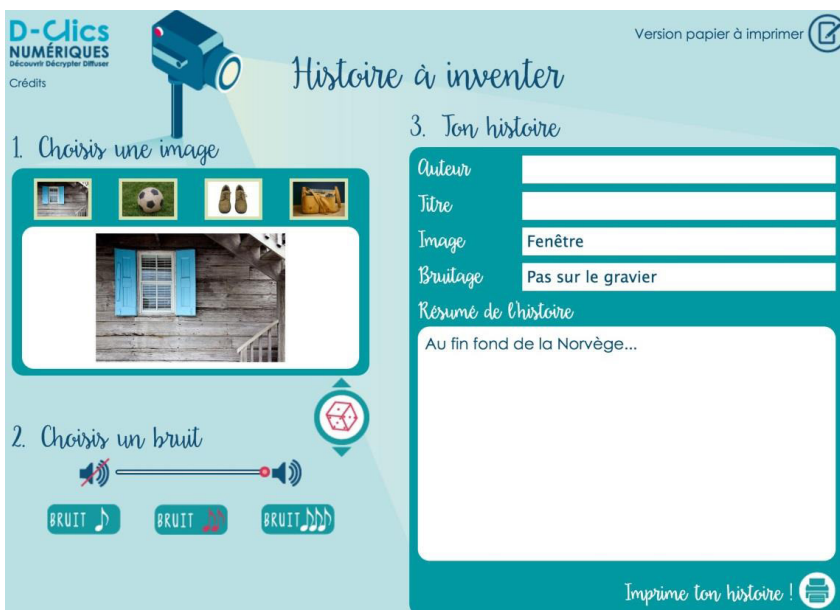 D-Clics
NUMÉRIQUES
Découvrir Décrypter Diffuser
Crédits
Version papier à imprimer
Histoire à inventer
1. Choisis une image
2. Choisis un bruit
BRUIT
BRUIT
BRUIT
3. Ton histoire
Auteur
Titre
Image
Fenêtre
Bruitage
Pas sur le gravier
Résumé de l'histoire
Au fin fond de la Norvège...
Imprime ton histoire !